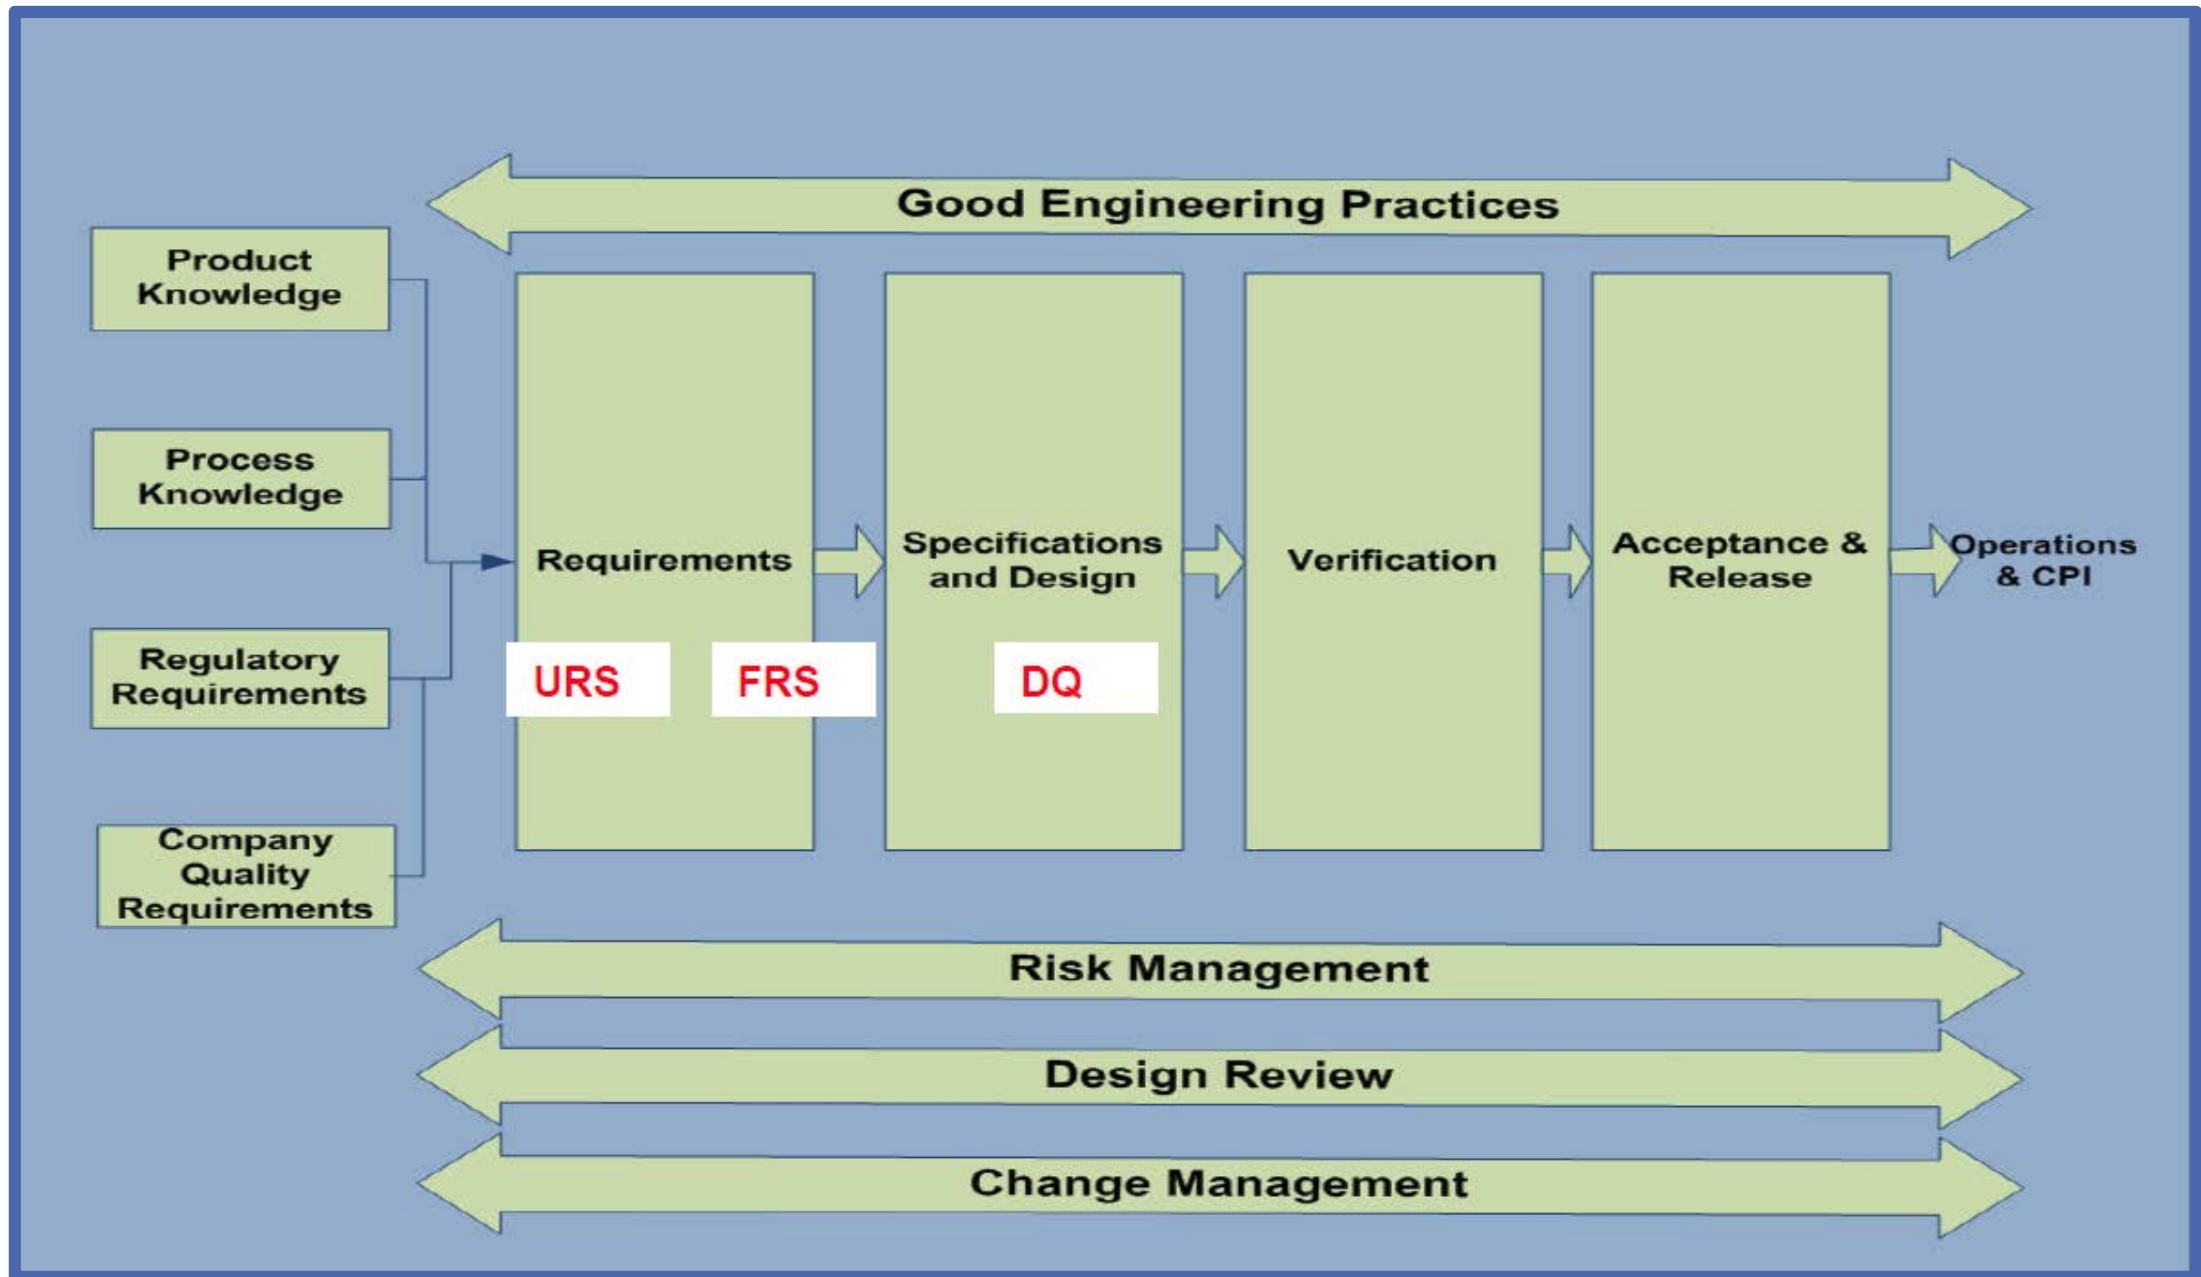 Good Engineering Practices
Product
Knowledge
Process
Knowledge
Regulatory
Requirements
Company
Quality
Requirements
Requirements
Specifications
and Design
Verification
Acceptance &
Release
Operations
& CPI
URS
FRS
DQ
Risk Management
Design Review
Change Management